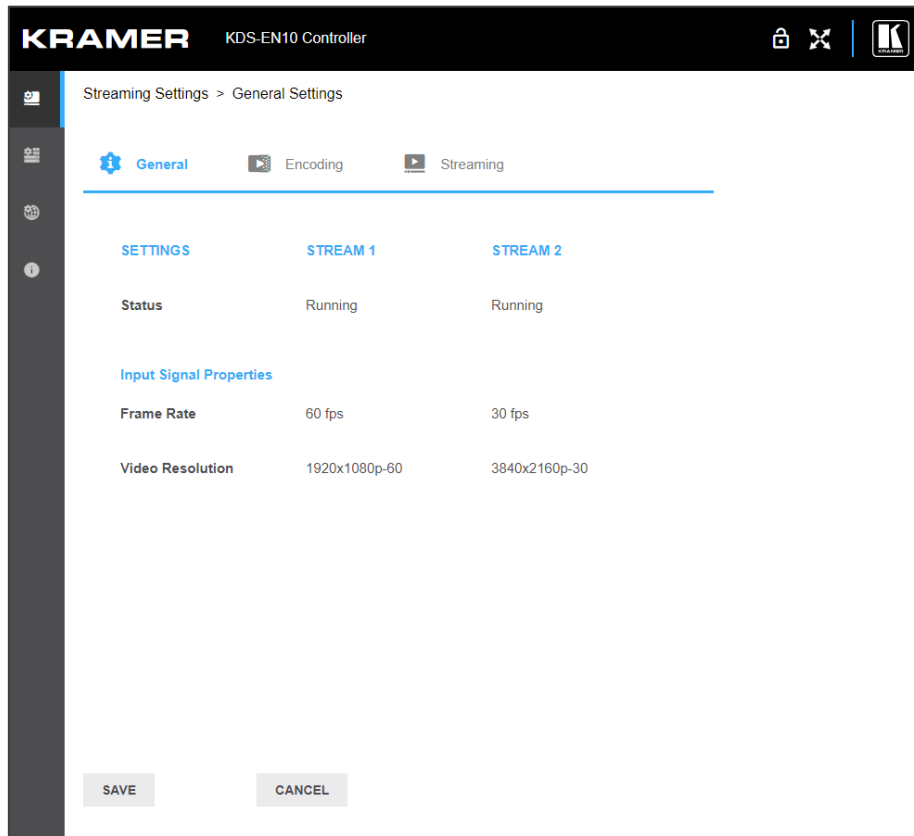 KRAMER KDS-EN10 Controller
KRAMER
Streaming Settings > General Settings
General Encoding Streaming
SETTINGS STREAM 1 STREAM 2
Status Running Running
Input Signal Properties
Frame Rate 60 fps 30 fps
Video Resolution 1920x1080p-60 3840x2160p-30
SAVE CANCEL